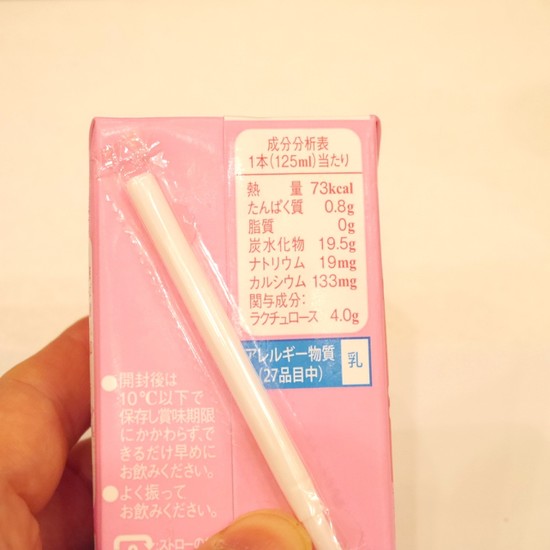 成分分析表
1本(125ml)当たり
熱 量 73kcal
たんぱく質 0.8g
脂質 0g
炭水化物 19.5g
ナトリウム 19mg
カルシウム 133mg
関与成分:
ラクチュロース 4.0g
アレルギー物質
(27品目中)
乳
●開封後は
10℃以下で
保存し賞味期限
にかかわらず、で
きるだけ早めに
お飲みください。
●よく振って
お飲みください。
ストローの